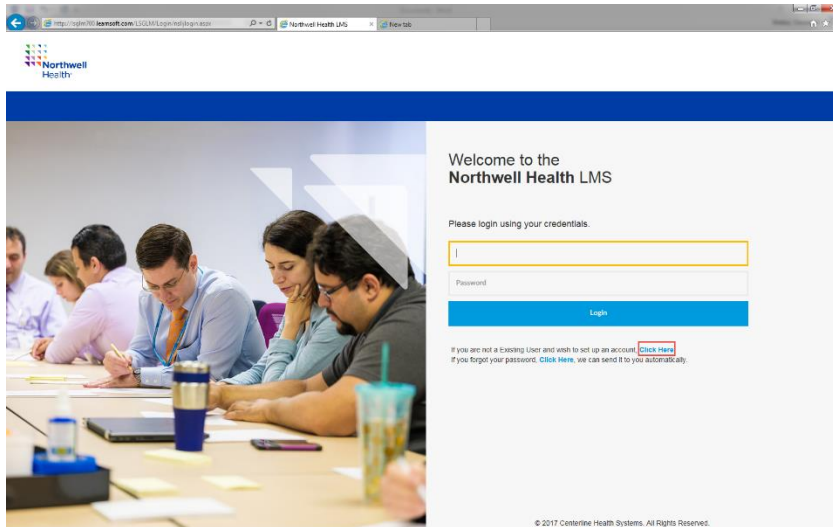 Northwell Health LMS
New tab
Northwell
Health
Welcome to the
Northwell Health LMS
Please login using your credentials.
Password
Login
If you are not a Existing User and wish to set up an account, Click Here
If you forgot your password, Click Here, we can send it to you automatically.
© 2017 Centerline Health Systems. All Rights Reserved.